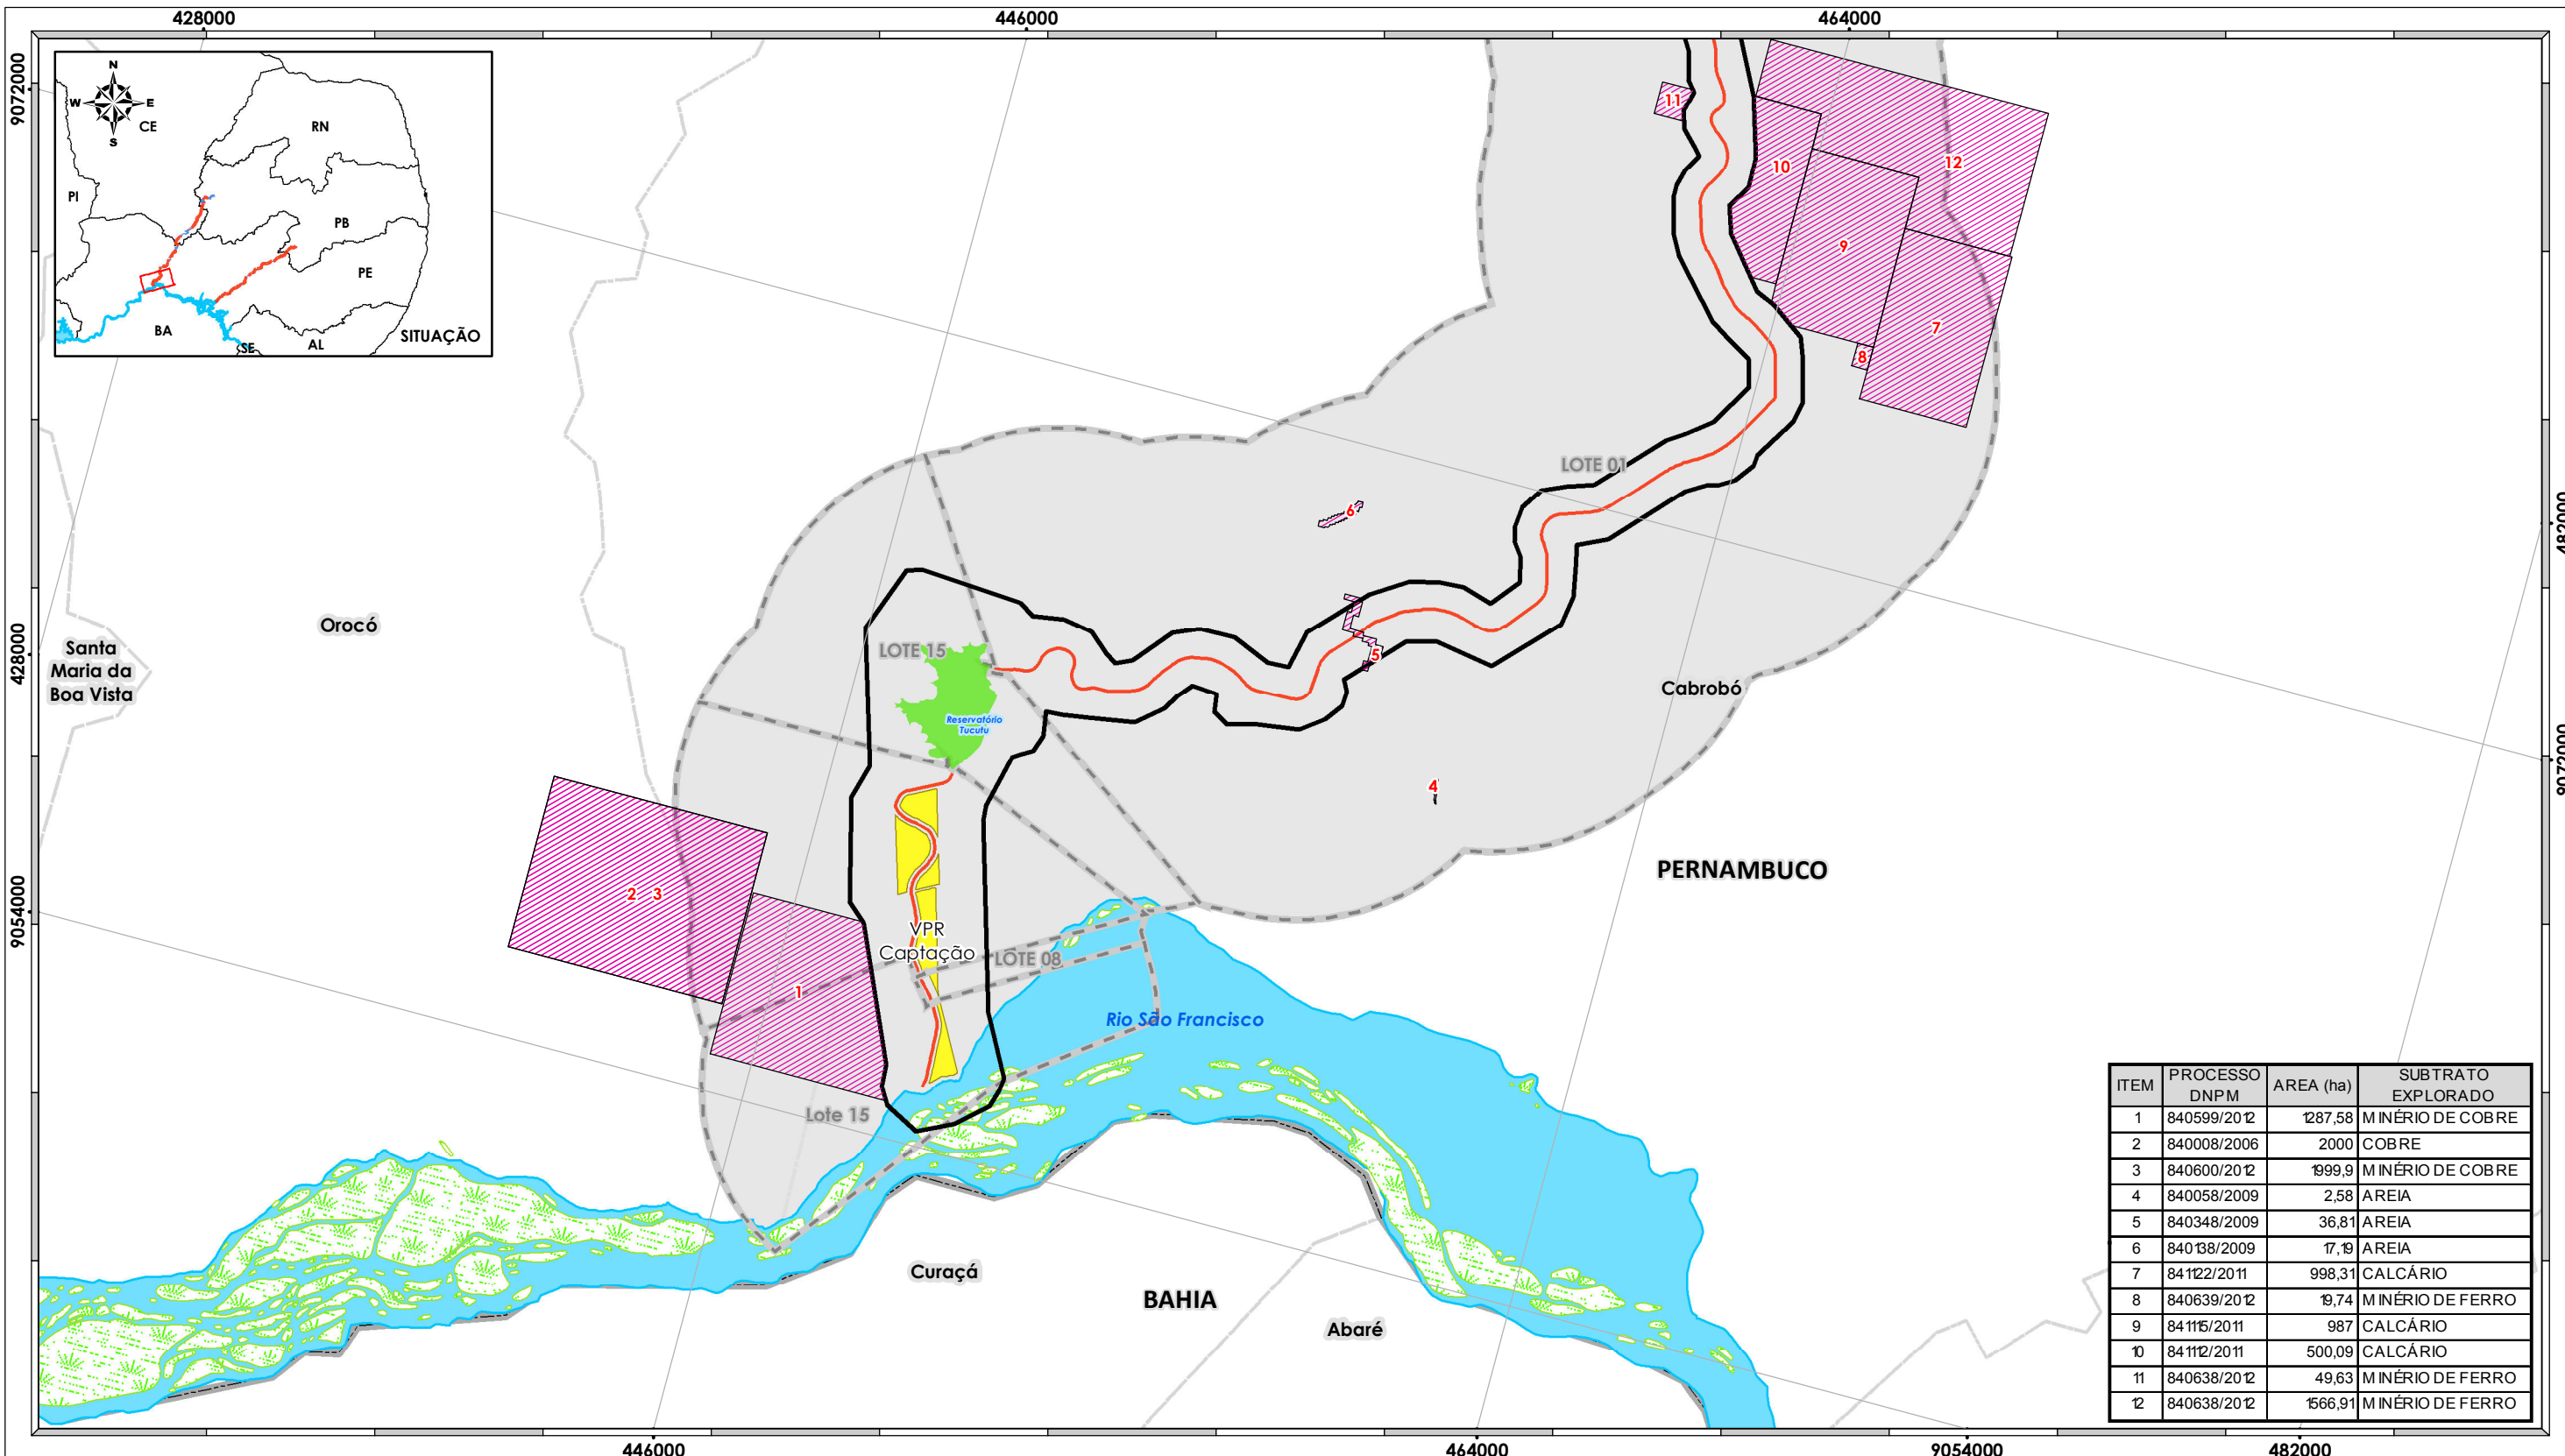 428000
446000
464000
9072000
N
W
E
S
CE
RN
PI
PB
PE
BA
SE
AL
SITUAÇÃO
11
10
12
9
7
8
LOTE 01
6
482000
Orocó
Santa
Maria da
Boa Vista
428000
LOTE 15
5
Cabrobó
Reservatório
Tucutu
9072000
4
PERNAMBUCO
2 3
9054000
VPR
Captação
LOTE 08
1
Rio São Francisco
Lote 15
Curaçá
BAHIA
Abaré
ITEM PROCESSO DNPM AREA (ha) SUBTRATO EXPLORADO
1 840599/2012 1287,58 MINÉRIO DE COBRE
2 840008/2006 2000 COBRE
3 840600/2012 1999,9 MINÉRIO DE COBRE
4 840058/2009 2,58 AREIA
5 840348/2009 36,81 AREIA
6 840138/2009 17,19 AREIA
7 841122/2011 998,31 CALCÁRIO
8 840639/2012 19,74 MINÉRIO DE FERRO
9 841115/2011 987 CALCÁRIO
10 841112/2011 500,09 CALCÁRIO
11 840638/2012 49,63 MINÉRIO DE FERRO
12 840638/2012 1566,91 MINÉRIO DE FERRO
446000
464000
9054000
482000